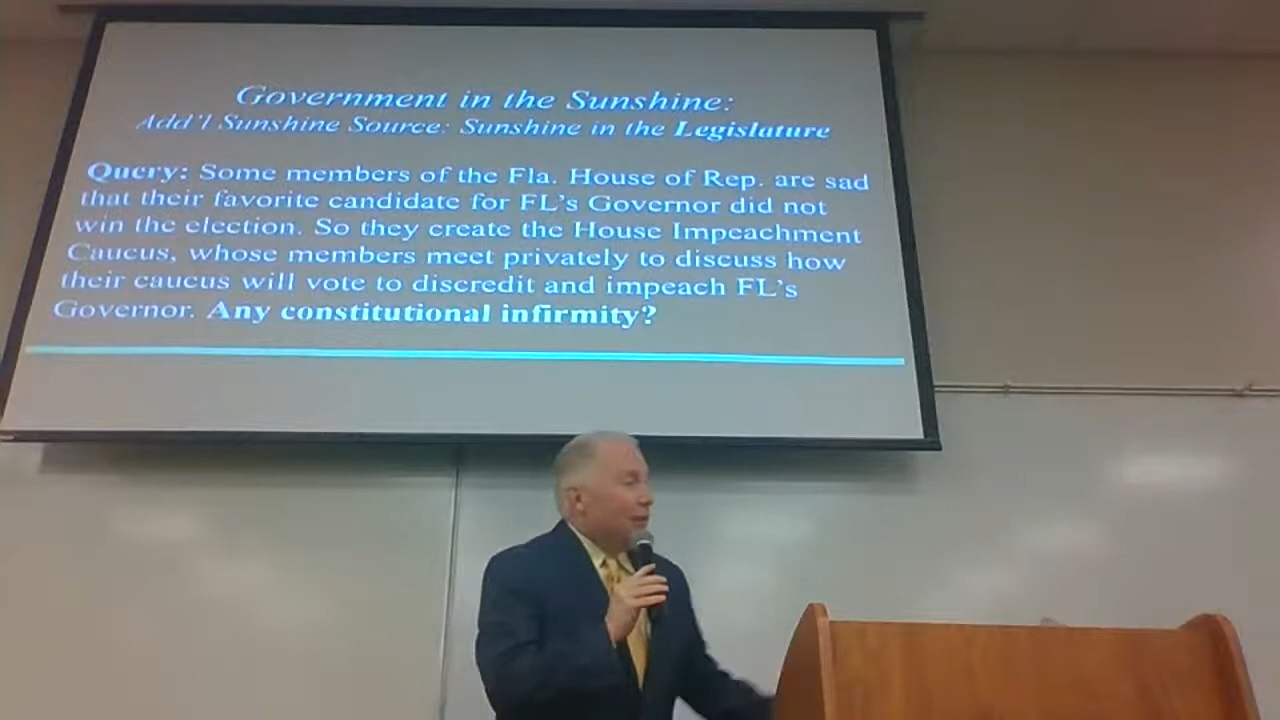 Government in the Sunshine:
Add'l Sunshine Source: Sunshine in the Legislature
Query: Some members of the Fla. House of Rep. are sad
that their favorite candidate for FL's Governor did not
win the election. So they create the House Impeachment
Caucus, whose members meet privately to discuss how
their caucus will vote to discredit and impeach FL's
Governor. Any constitutional infirmity?